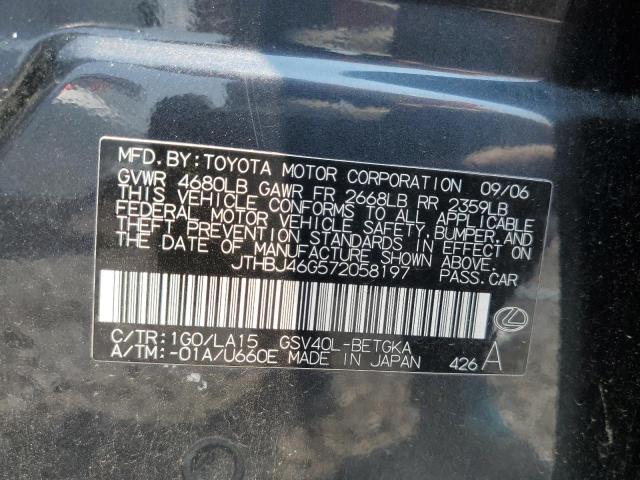 MFD. BY: TOYOTA MOTOR CORPORATION 09/06
GVWR 4680LB GAWR FR 2668LB RR 2359LB
THIS VEHICLE CONFORMS TO ALL APPLICABLE
FEDERAL MOTOR VEHICLE SAFETY, BUMPER, AND
THEFT PREVENTION STANDARDS IN EFFECT ON
THE DATE OF MANUFACTURE SHOWN ABOVE.
JTHBJ46G572058197 PASS. CAR
C/TR: 1G0/LA15 GSV40L-BETGKA
A/TM: -01A/U660E MADE IN JAPAN 426 A